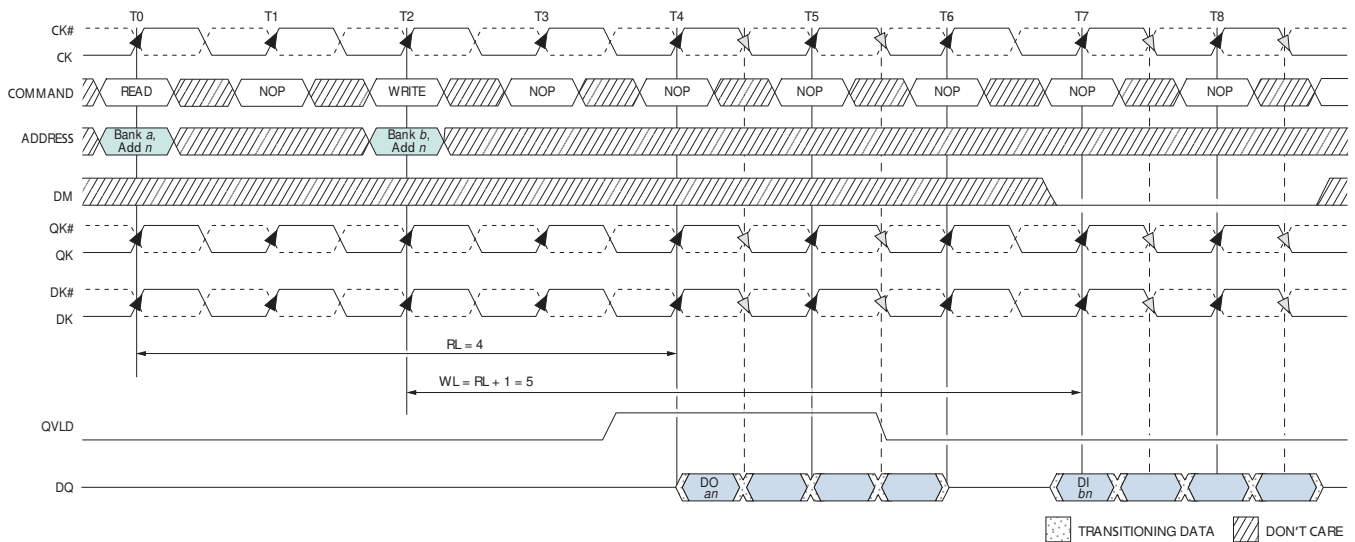 T0 T1 T2 T3 T4 T5 T6 T7 T8
CK#
CK
COMMAND READ NOP WRITE NOP NOP NOP NOP NOP NOP
ADDRESS Bank a, Add n Bank b, Add n
DM
QK#
QK
DK#
DK
RL = 4
WL = RL + 1 = 5
QVLD
DQ DO an DI bn
TRANSITIONING DATA DON'T CARE